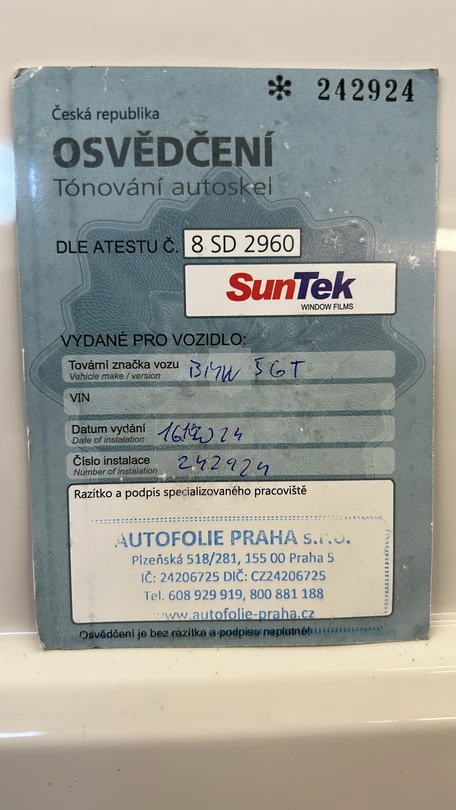 ✻ 242924
Česká republika
OSVĚDČENÍ
Tónování autoskel
DLE ATESTU Č. 8 SD 2960
SunTek
WINDOW FILMS
VYDANÉ PRO VOZIDLO:
Tovární značka vozu BMW 5GT
Vehicle make / version
VIN
Datum vydání
Date of instalation
Číslo instalace 242924
Number of instalation
Razítko a podpis specializovaného pracoviště
AUTOFOLIE PRAHA s.r.o.
Plzeňská 518/281, 155 00 Praha 5
IČ: 24206725 DIČ: CZ24206725
Tel. 608 929 919, 800 881 188
www.autofolie-praha.cz
Osvědčení je bez razítka a podpisu neplatné!